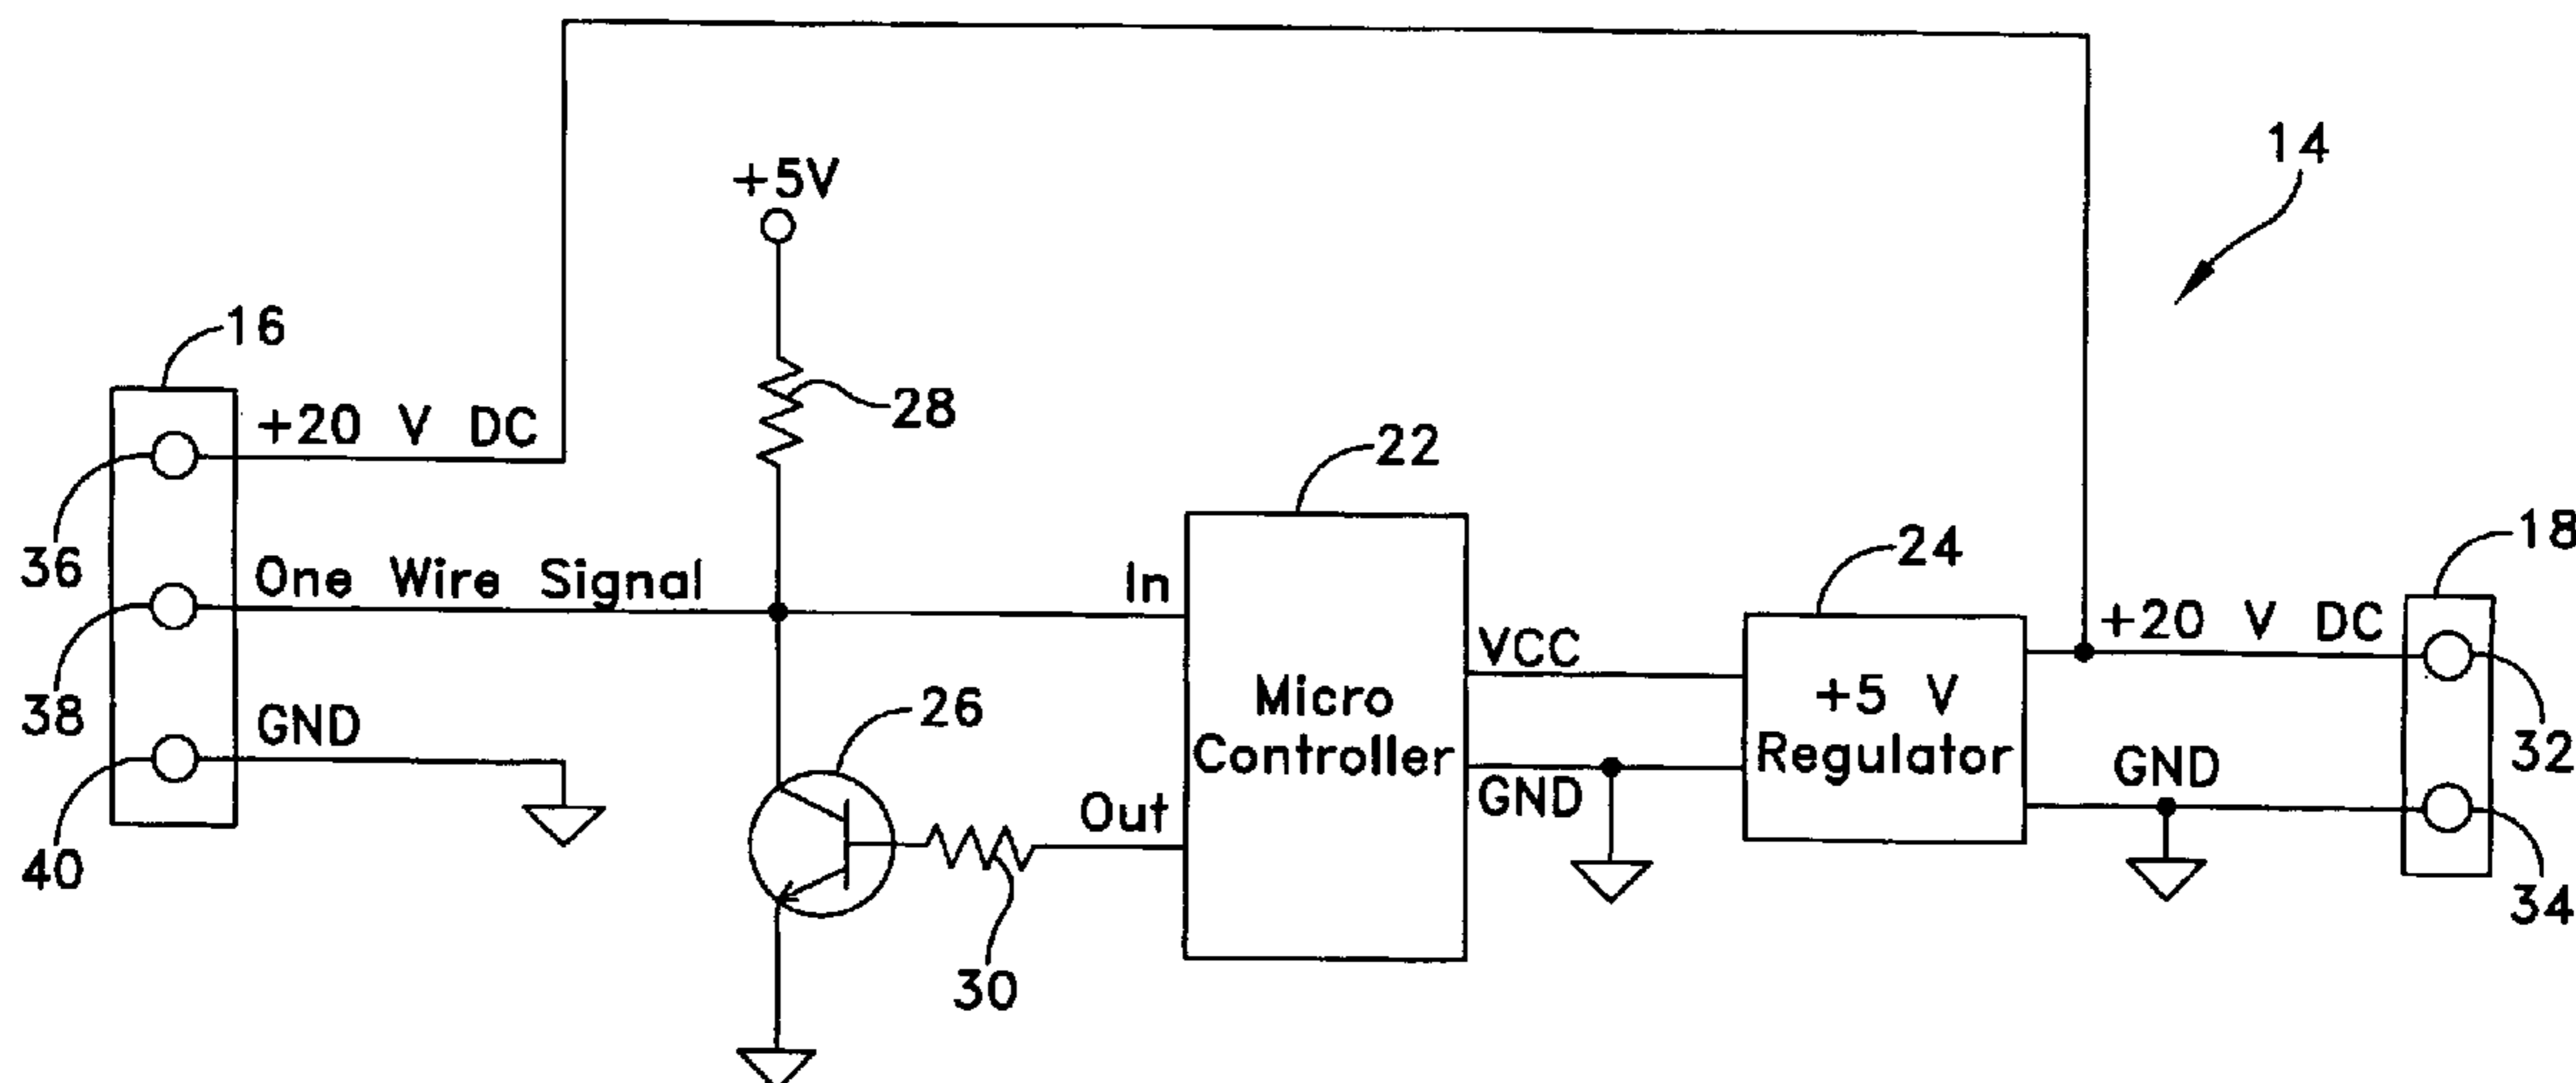 14
+5V
16
+20 V DC
28
22
36
One Wire Signal
In
24
18
+20 V DC
VCC
38
GND
26
Micro
Controller
+5 V
Regulator
GND
32
GND
Out
40
30
34